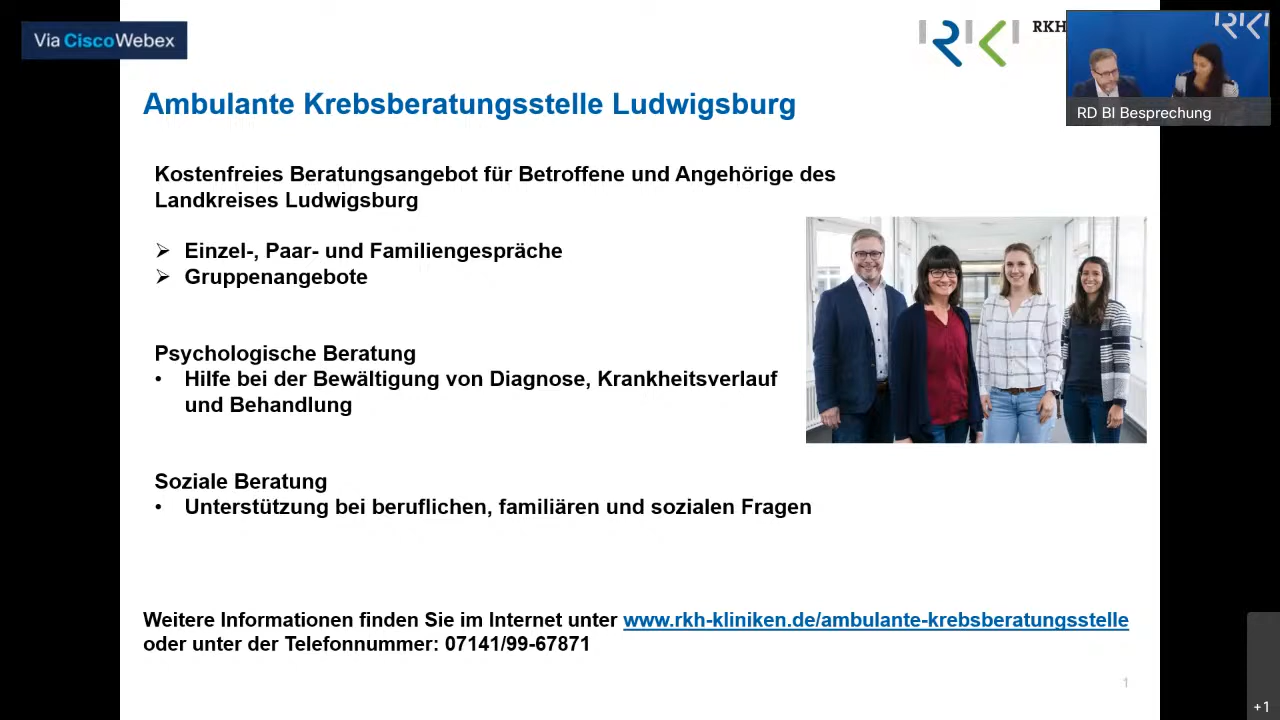 Via CiscoWebex
RKH
RD BI Besprechung
Ambulante Krebsberatungsstelle Ludwigsburg
Kostenfreies Beratungsangebot für Betroffene und Angehörige des
Landkreises Ludwigsburg
➢ Einzel-, Paar- und Familiengespräche
➢ Gruppenangebote
Psychologische Beratung
• Hilfe bei der Bewältigung von Diagnose, Krankheitsverlauf
und Behandlung
Soziale Beratung
• Unterstützung bei beruflichen, familiären und sozialen Fragen
Weitere Informationen finden Sie im Internet unter www.rkh-kliniken.de/ambulante-krebsberatungsstelle
oder unter der Telefonnummer: 07141/99-67871
1
+1